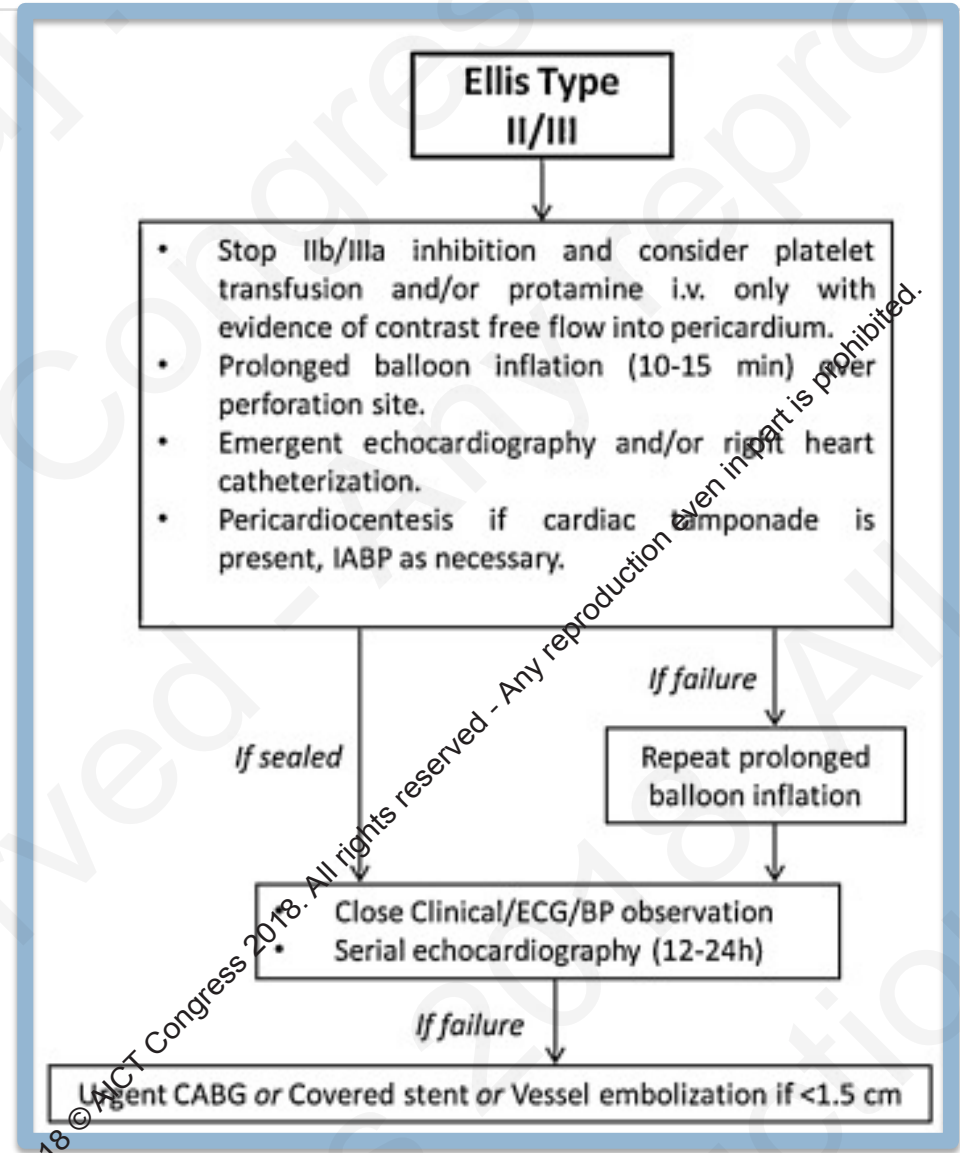 Ellis Type
II/III
• Stop IIb/IIIa inhibition and consider platelet
transfusion and/or protamine i.v. only with
evidence of contrast free flow into pericardium.
• Prolonged balloon inflation (10-15 min) over
perforation site.
• Emergent echocardiography and/or right heart
catheterization.
• Pericardiocentesis if cardiac tamponade is
present, IABP as necessary.
If failure
If sealed
Repeat prolonged
balloon inflation
• Close Clinical/ECG/BP observation
• Serial echocardiography (12-24h)
If failure
Urgent CABG or Covered stent or Vessel embolization if <1.5 cm
18 © AICT Congress 2018. All rights reserved - Any reproduction even in part is prohibited.